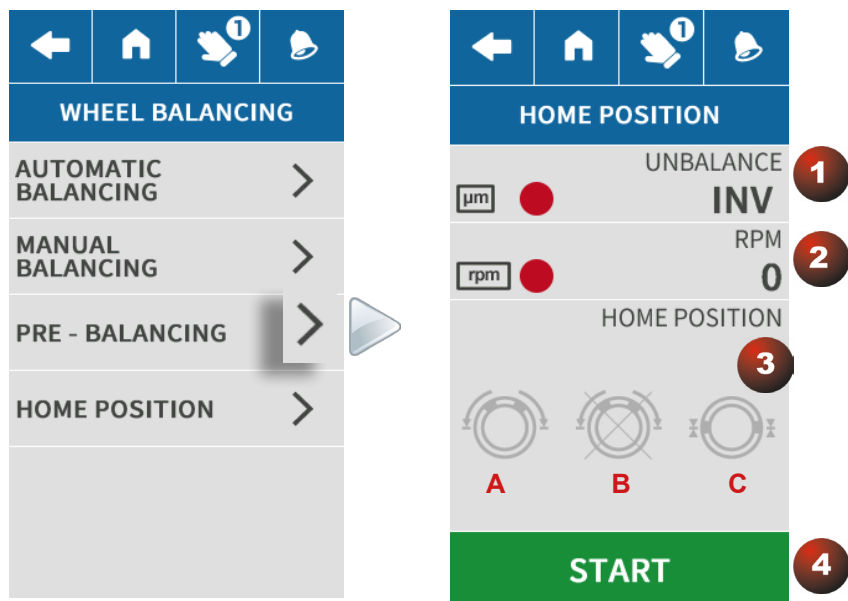 1
WHEEL BALANCING
AUTOMATIC
BALANCING
MANUAL
BALANCING
PRE - BALANCING
HOME POSITION
1
HOME POSITION
UNBALANCE
µm
INV
1
RPM
rpm
0
2
HOME POSITION
3
A
B
C
START
4